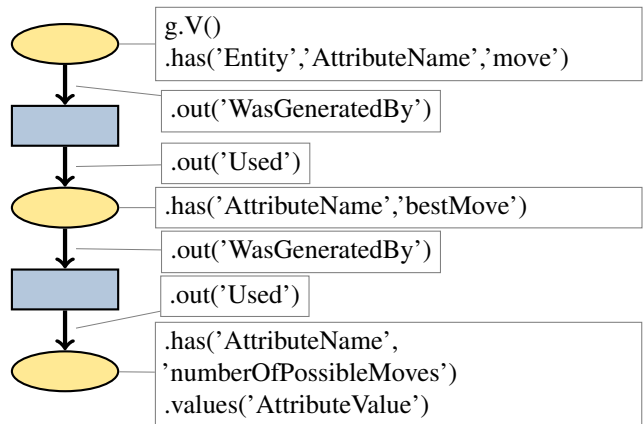 g.V()
.has(’Entity’,’AttributeName’,’move’)
.out(’WasGeneratedBy’)
.out(’Used’)
.has(’AttributeName’,’bestMove’)
.out(’WasGeneratedBy’)
.out(’Used’)
.has(’AttributeName’,
’numberOfPossibleMoves’)
.values(’AttributeValue’)